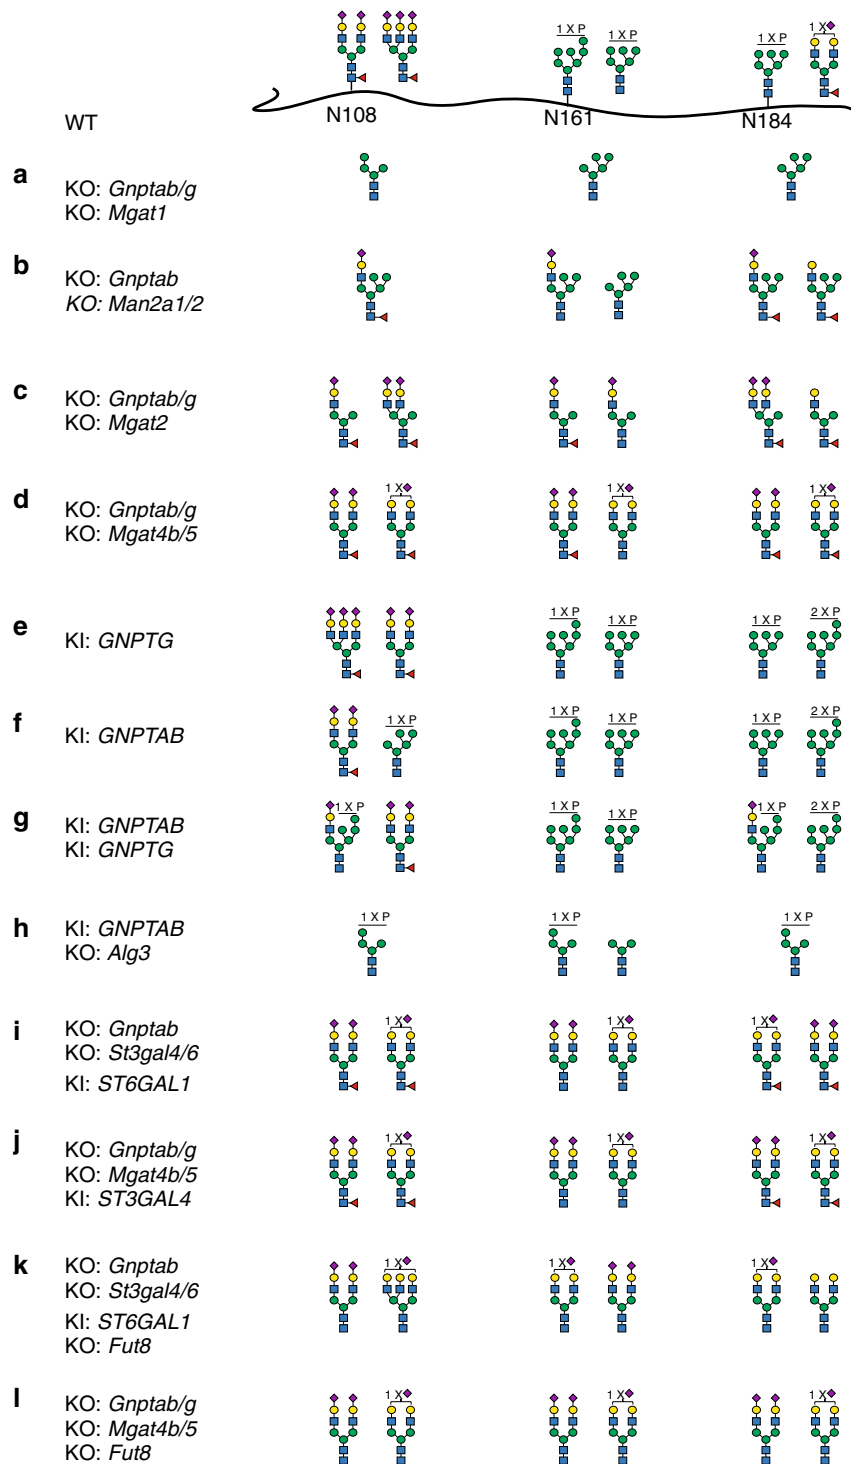 1 X
1 X P 1 X P
1 X P
WT
N108 N161 N184
a
KO: Gnptab/g
KO: Mgat1
b
KO: Gnptab
KO: Man2a1/2
c
KO: Gnptab/g
KO: Mgat2
d
KO: Gnptab/g
KO: Mgat4b/5
1 X 1 X 1 X
e
KI: GNPTG
1 X P 1 X P 1 X P 2 X P
f
KI: GNPTAB
1 X P 1 X P 1 X P 1 X P 2 X P
g
KI: GNPTAB
KI: GNPTG
1 X P 1 X P 1 X P 1 X P 2 X P
h
KI: GNPTAB
KO: Alg3
1 X P 1 X P 1 X P
i
KO: Gnptab
KO: St3gal4/6
KI: ST6GAL1
1 X 1 X 1 X
j
KO: Gnptab/g
KO: Mgat4b/5
KI: ST3GAL4
1 X 1 X 1 X
k
KO: Gnptab
KO: St3gal4/6
KI: ST6GAL1
KO: Fut8
1 X 1 X 1 X
l
KO: Gnptab/g
KO: Mgat4b/5
KO: Fut8
1 X 1 X 1 X